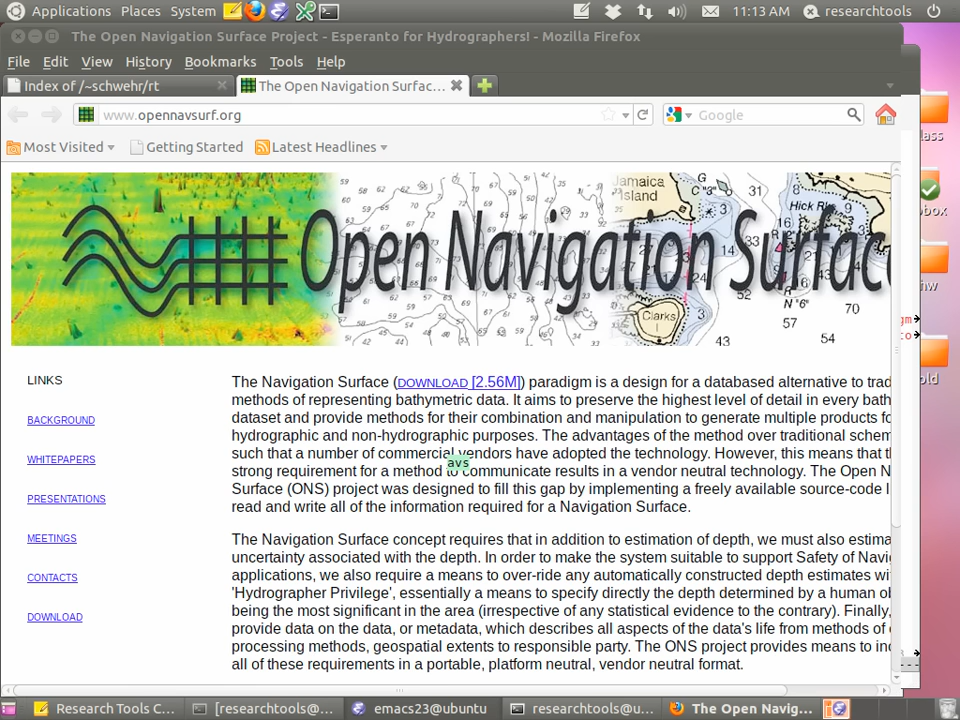 Applications Places System 11:13 AM researchtools
The Open Navigation Surface Project - Esperanto for Hydrographers! - Mozilla Firefox
File Edit View History Bookmarks Tools Help
Index of /~schwehr/rt The Open Navigation Surfac...
www.opennavsurf.org Google
Most Visited Getting Started Latest Headlines
Open Navigation Surface
Jamaica
Island
G
C "3"
31
8
Hick Rk
9
14
33
R
N "6"
52
70
57
54
43
Clarks
I
LINKS
BACKGROUND
WHITEPAPERS
PRESENTATIONS
MEETINGS
CONTACTS
DOWNLOAD
The Navigation Surface (DOWNLOAD [2.56M]) paradigm is a design for a databased alternative to trad
methods of representing bathymetric data. It aims to preserve the highest level of detail in every bath
dataset and provide methods for their combination and manipulation to generate multiple products fo
hydrographic and non-hydrographic purposes. The advantages of the method over traditional schem
such that a number of commercial vendors have adopted the technology. However, this means that t
avs
strong requirement for a method to communicate results in a vendor neutral technology. The Open N
Surface (ONS) project was designed to fill this gap by implementing a freely available source-code l
read and write all of the information required for a Navigation Surface.
The Navigation Surface concept requires that in addition to estimation of depth, we must also estima
uncertainty associated with the depth. In order to make the system suitable to support Safety of Navi
applications, we also require a means to over-ride any automatically constructed depth estimates wi
'Hydrographer Privilege', essentially a means to specify directly the depth determined by a human o
being the most significant in the area (irrespective of any statistical evidence to the contrary). Finally,
provide data on the data, or metadata, which describes all aspects of the data's life from methods of
processing methods, geospatial extents to responsible party. The ONS project provides means to in
all of these requirements in a portable, platform neutral, vendor neutral format.
lass
box
hw
old
Research Tools C... [researchtools@... emacs23@ubuntu researchtools@u... The Open Navig...